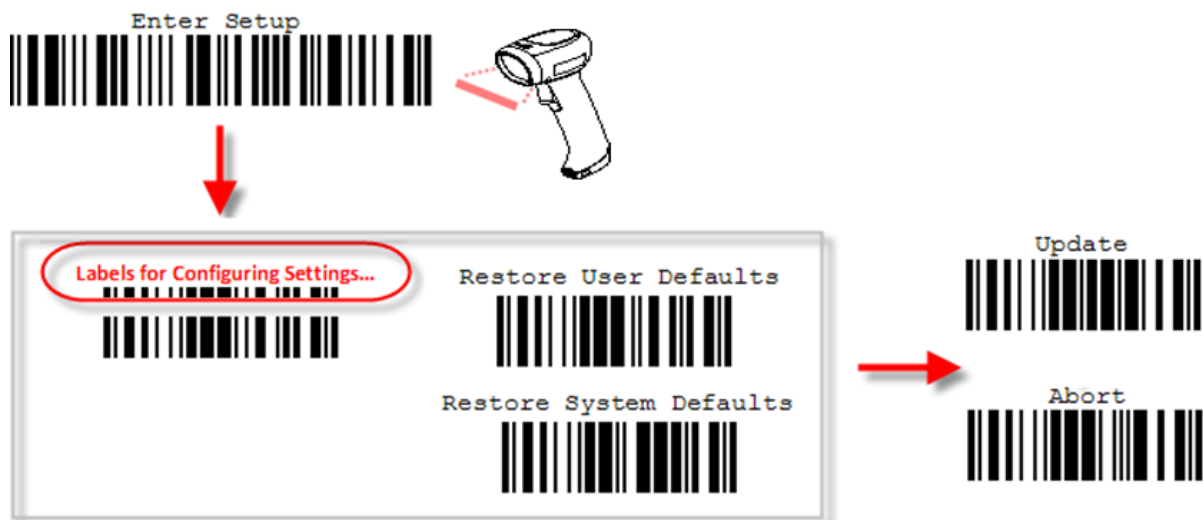 Enter Setup
Labels for Configuring Settings...
Restore User Defaults
Restore System Defaults
Update
Abort